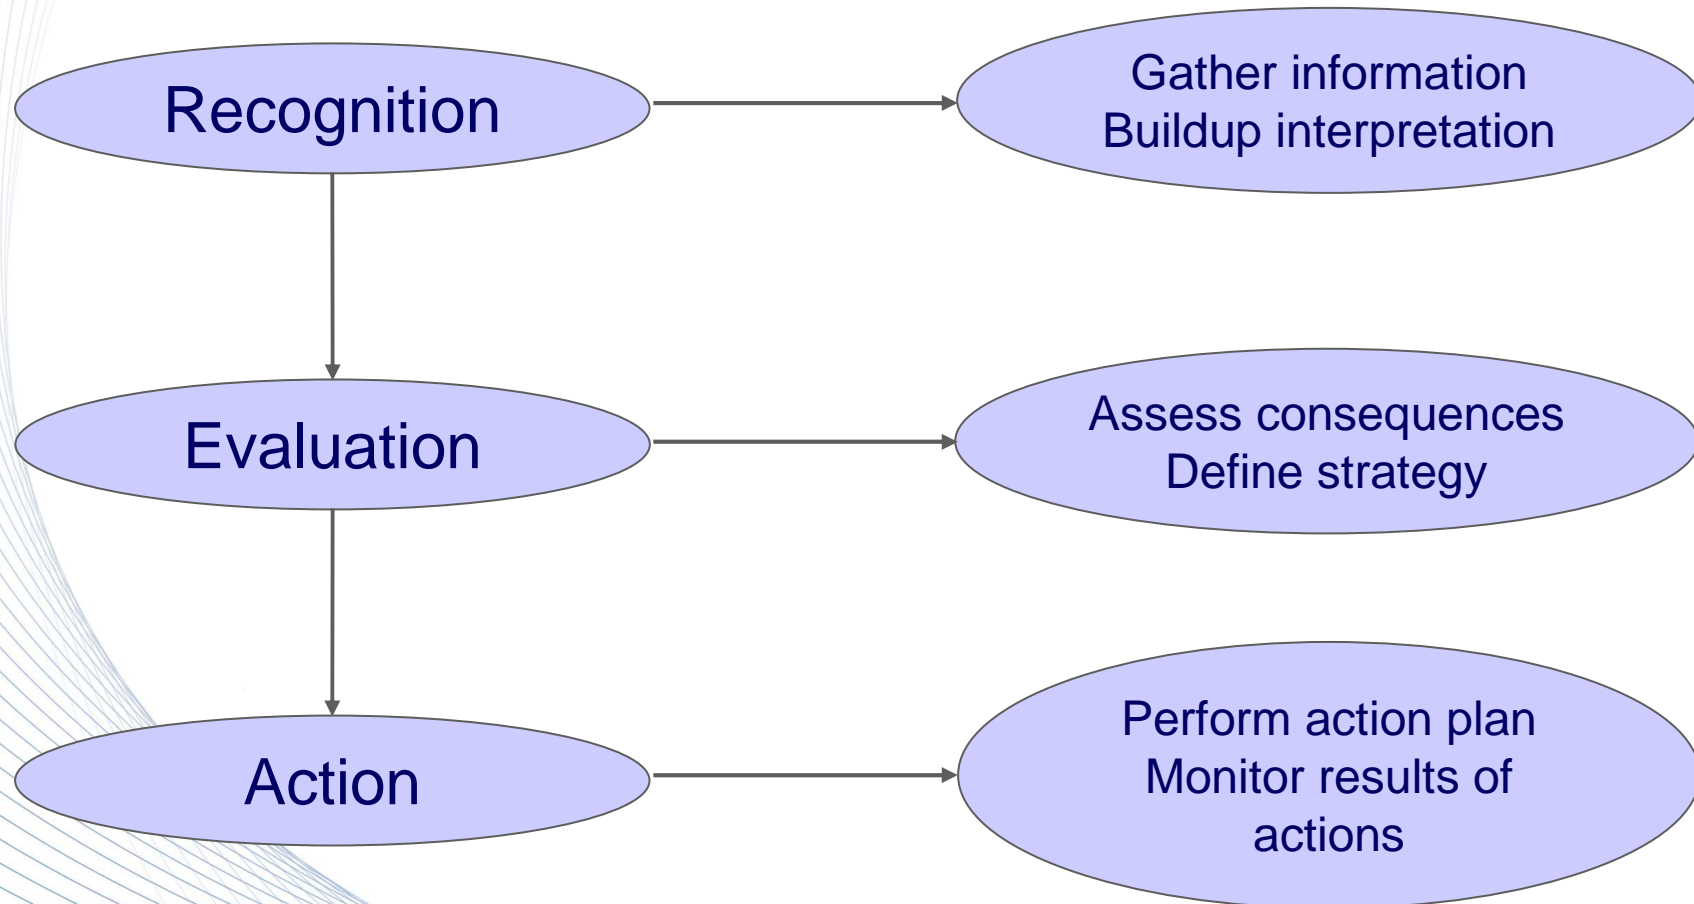 Recognition
Gather information
Buildup interpretation
Evaluation
Assess consequences
Define strategy
Action
Perform action plan
Monitor results of
actions